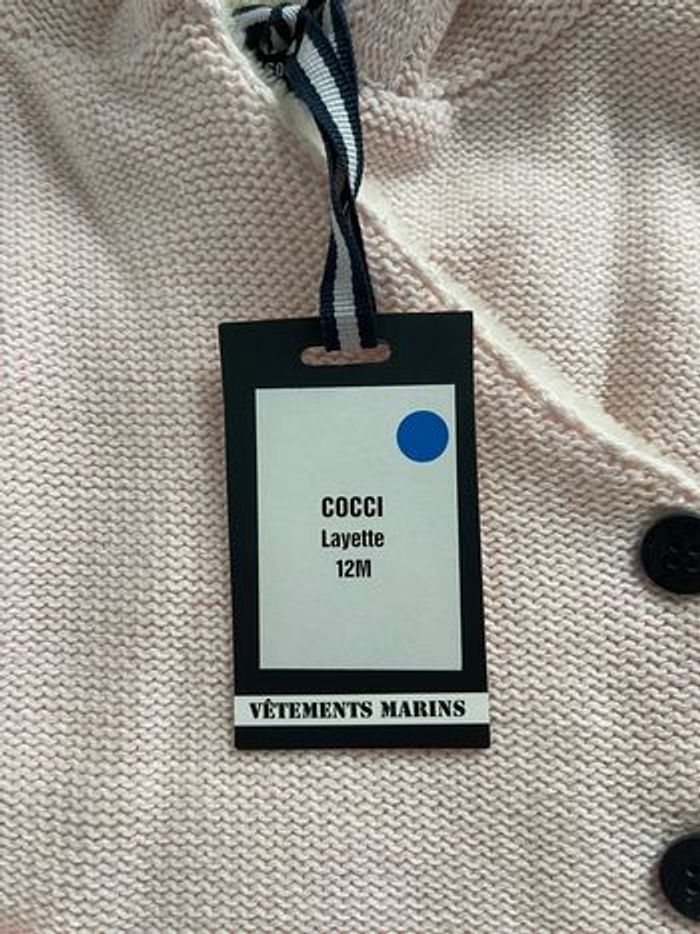 COCCI
Layette
12M
VÊTEMENTS MARINS